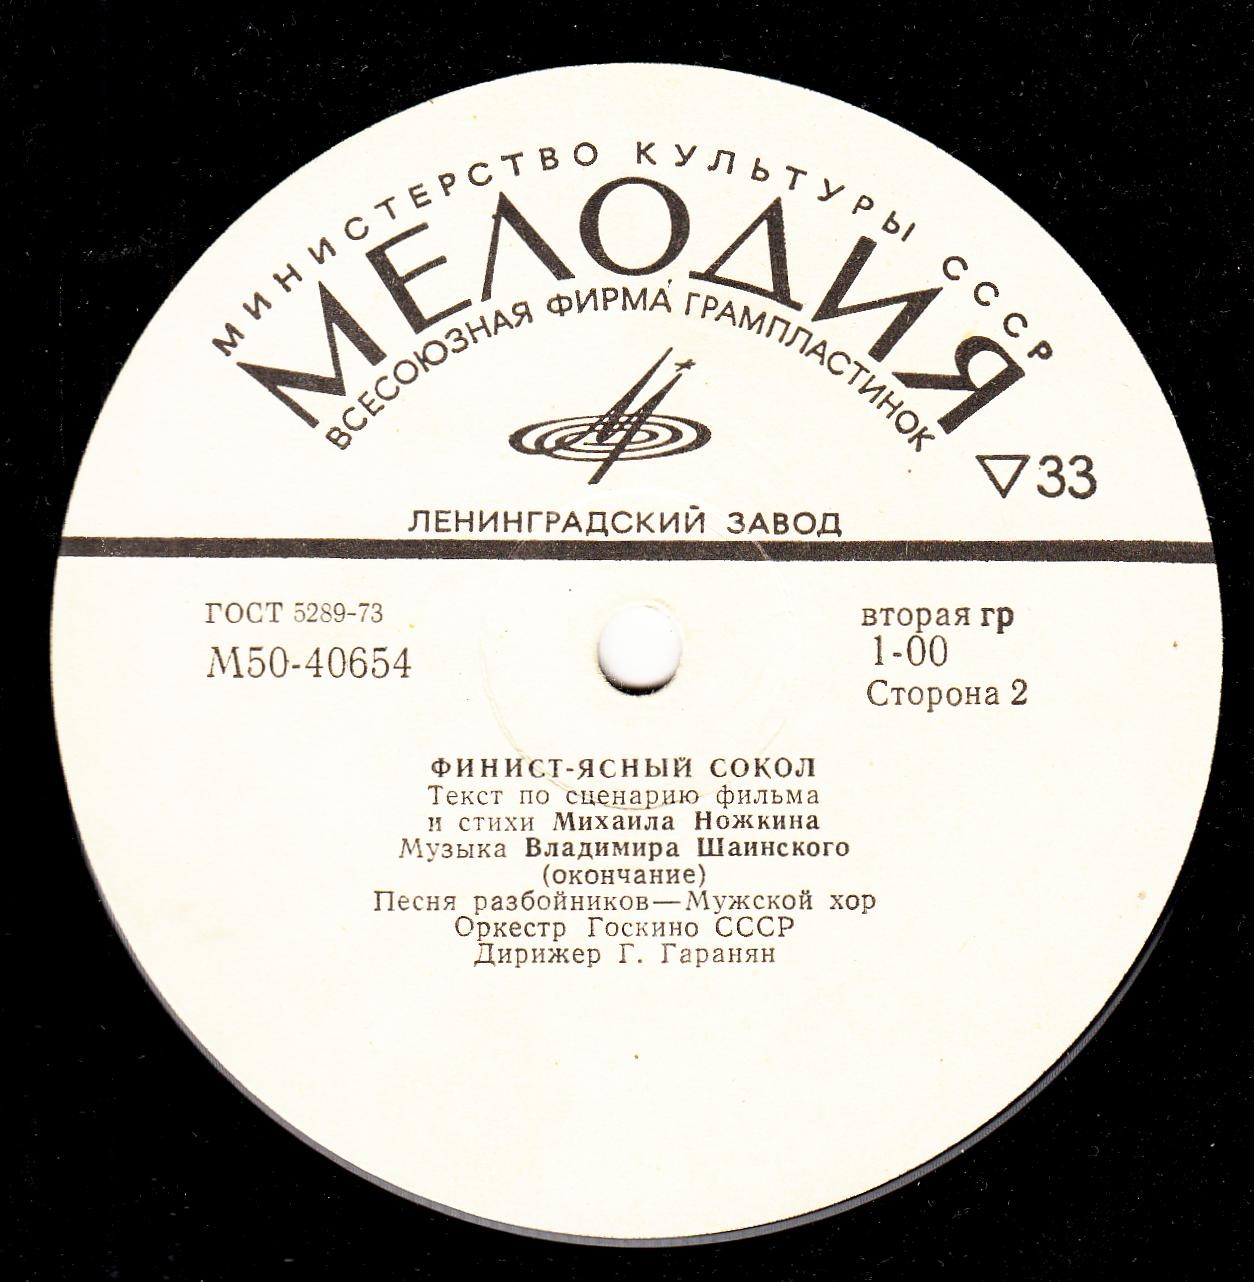 МИНИСТЕРСТВО КУЛЬТУРЫ СССР
МЕЛОДИЯ
ВСЕСОЮЗНАЯ ФИРМА ГРАМПЛАСТИНОК
▽33
ЛЕНИНГРАДСКИЙ ЗАВОД
ГОСТ 5289-73
М50-40654
вторая гр
1-00
Сторона 2
ФИНИСТ-ЯСНЫЙ СОКОЛ
Текст по сценарию фильма
и стихи Михаила Ножкина
Музыка Владимира Шаинского
(окончание)
Песня разбойников—Мужской хор
Оркестр Госкино СССР
Дирижер Г. Гаранян